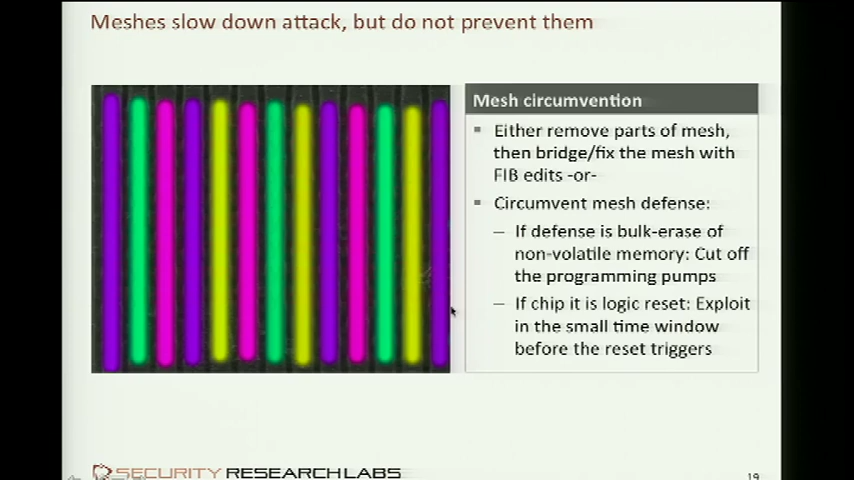 Meshes slow down attack, but do not prevent them
Mesh circumvention
Either remove parts of mesh,
then bridge/fix the mesh with
FIB edits -or-
Circumvent mesh defense:
– If defense is bulk-erase of
non-volatile memory: Cut off
the programming pumps
– If chip it is logic reset: Exploit
in the small time window
before the reset triggers
SECURITY RESEARCH LABS
19